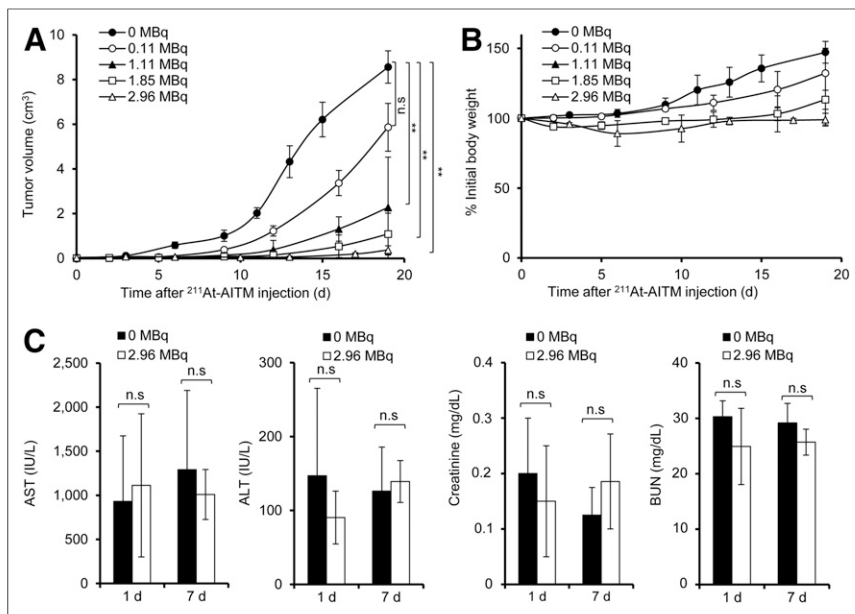 A
0 MBq
0.11 MBq
1.11 MBq
1.85 MBq
2.96 MBq
Tumor volume (cm³)
10
8
6
4
2
0
0 5 10 15 20
Time after ²¹¹At-AITM injection (d)
n.s
**
**
**
B
0 MBq
0.11 MBq
1.11 MBq
1.85 MBq
2.96 MBq
% Initial body weight
150
100
50
0
0 5 10 15 20
Time after ²¹¹At-AITM injection (d)
C
0 MBq
2.96 MBq
AST (IU/L)
2,500
2,000
1,500
1,000
500
0
n.s
n.s
1 d 7 d
0 MBq
2.96 MBq
ALT (IU/L)
300
200
100
0
n.s
n.s
1 d 7 d
0 MBq
2.96 MBq
Creatinine (mg/dL)
0.4
0.3
0.2
0.1
0
n.s
n.s
1 d 7 d
0 MBq
2.96 MBq
BUN (mg/dL)
40
30
20
10
0
n.s
n.s
1 d 7 d